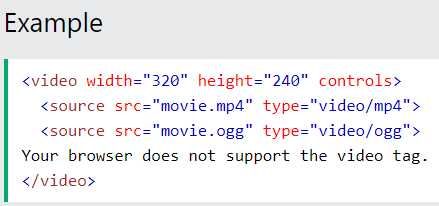 Example
<video width="320" height="240" controls>
<source src="movie.mp4" type="video/mp4">
<source src="movie.ogg" type="video/ogg">
Your browser does not support the video tag.
</video>